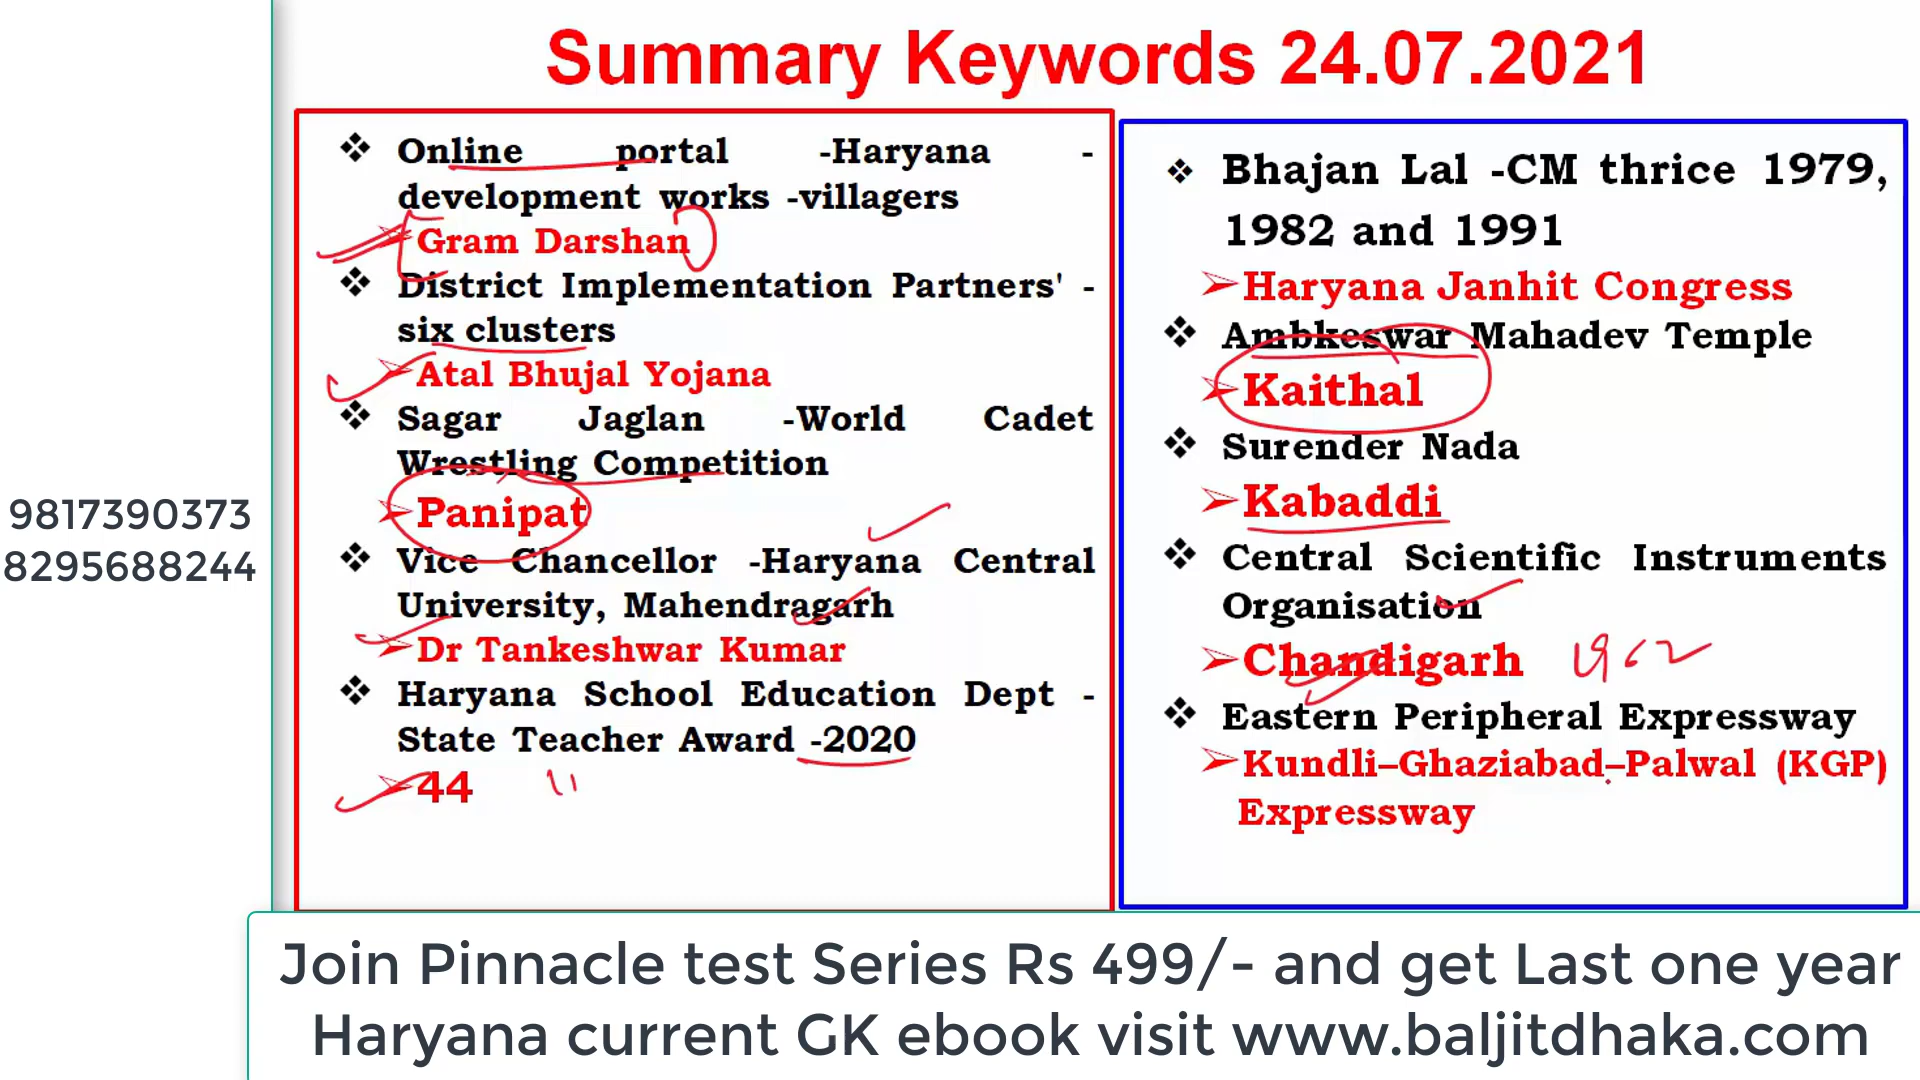 Summary Keywords 24.07.2021
❖ Online portal -Haryana -
development works -villagers
➢Gram Darshan
❖ District Implementation Partners' -
six clusters
➢Atal Bhujal Yojana
❖ Sagar Jaglan -World Cadet
Wrestling Competition
➢Panipat
❖ Vice Chancellor -Haryana Central
University, Mahendragarh
➢Dr Tankeshwar Kumar
❖ Haryana School Education Dept -
State Teacher Award -2020
➢44
❖ Bhajan Lal -CM thrice 1979,
1982 and 1991
➢Haryana Janhit Congress
❖ Ambkeswar Mahadev Temple
➢Kaithal
❖ Surender Nada
➢Kabaddi
❖ Central Scientific Instruments
Organisation
➢Chandigarh 1962
❖ Eastern Peripheral Expressway
➢Kundli–Ghaziabad–Palwal (KGP)
Expressway
9817390373
8295688244
Join Pinnacle test Series Rs 499/- and get Last one year
Haryana current GK ebook visit www.baljitdhaka.com